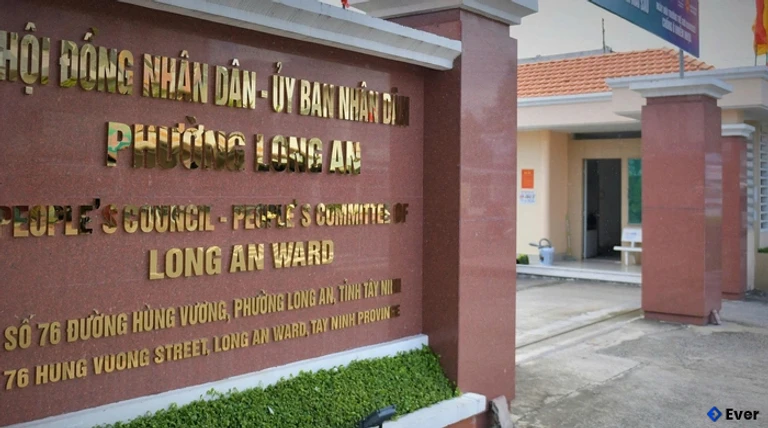 HỘI ĐỒNG NHÂN DÂN - ỦY BAN NHÂN DÂN
PHƯỜNG LONG AN
PEOPLE'S COUNCIL - PEOPLE'S COMMITTEE OF
LONG AN WARD
SỐ 76 ĐƯỜNG HÙNG VƯƠNG, PHƯỜNG LONG AN, TỈNH TÂY NINH
76 HUNG VUONG STREET, LONG AN WARD, TAY NINH PROVINCE
Ever